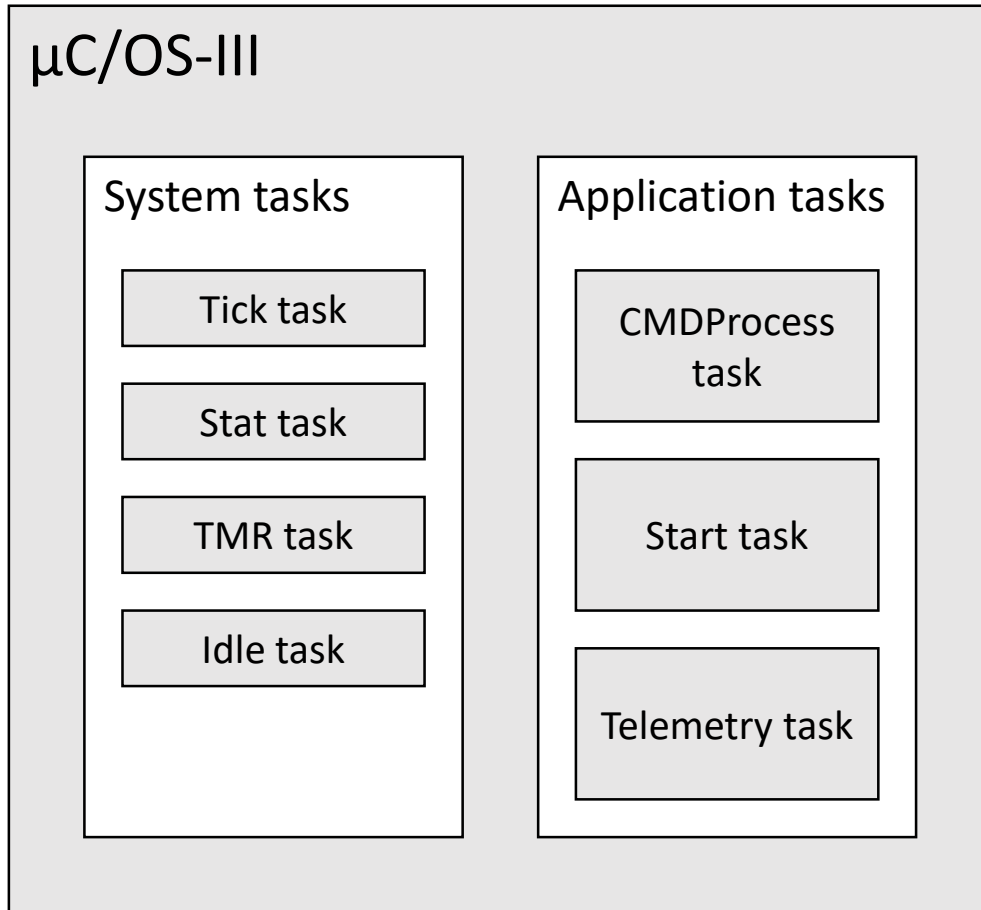 µC/OS-III
System tasks
Tick task
Stat task
TMR task
Idle task
Application tasks
CMDProcess
task
Start task
Telemetry task